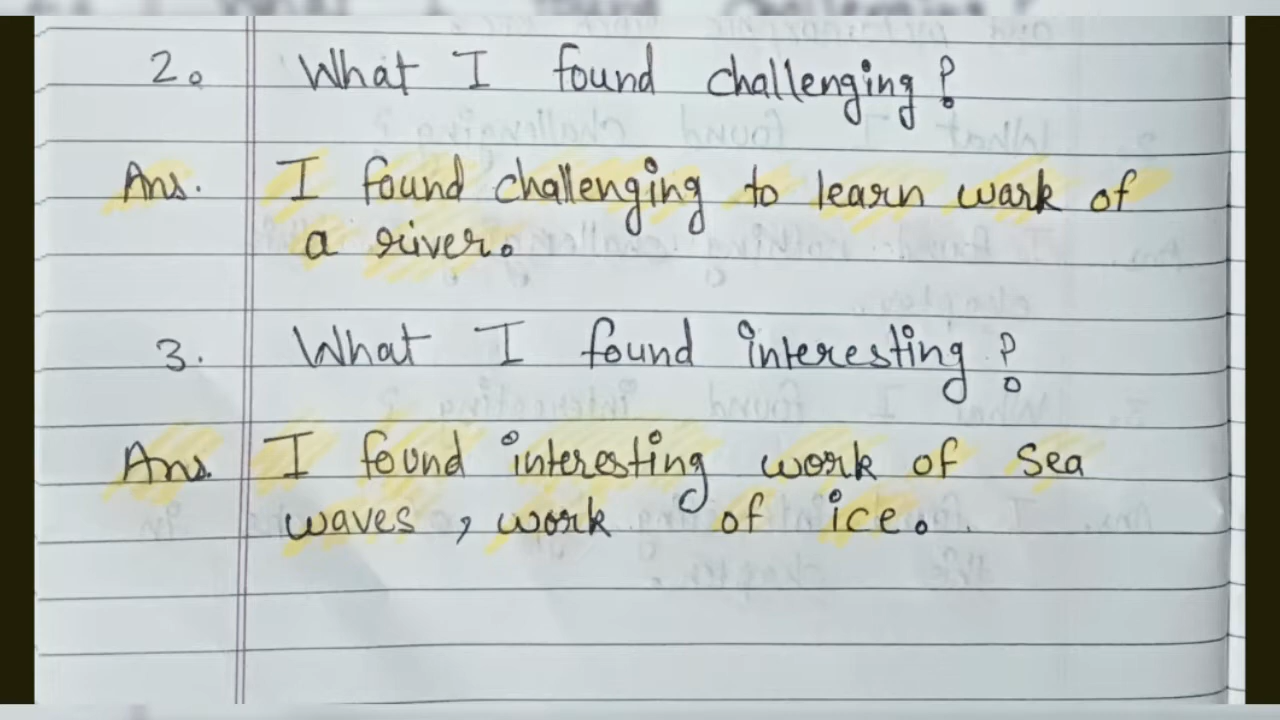 2. What I found challenging?
Ans. I found challenging to learn work of
a river.
3. What I found interesting?
Ans. I found interesting work of sea
waves, work of ice.